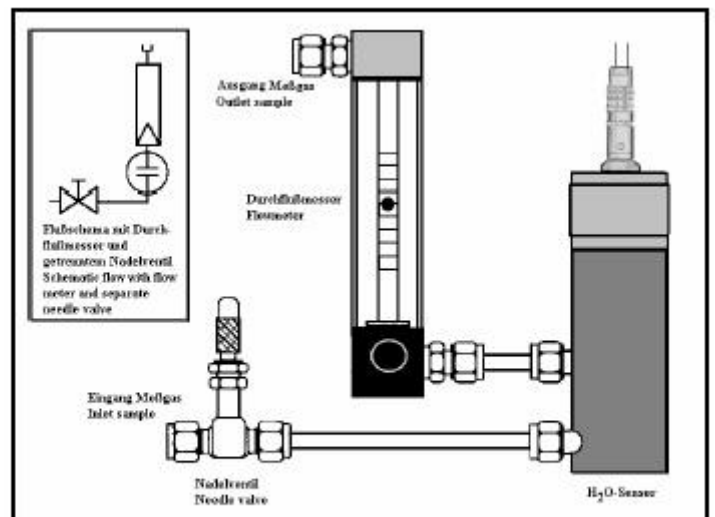 Ausgang Meßgas
Outlet sample
Durchflußmesser
Flowmeter
Flußschema mit Durch-
flußmesser und
getrenntem Nadelventil
Schematic flow with flow
meter and separate
needle valve
Eingang Meßgas
Inlet sample
Nadelventil
Needle valve
H₂O-Sensor